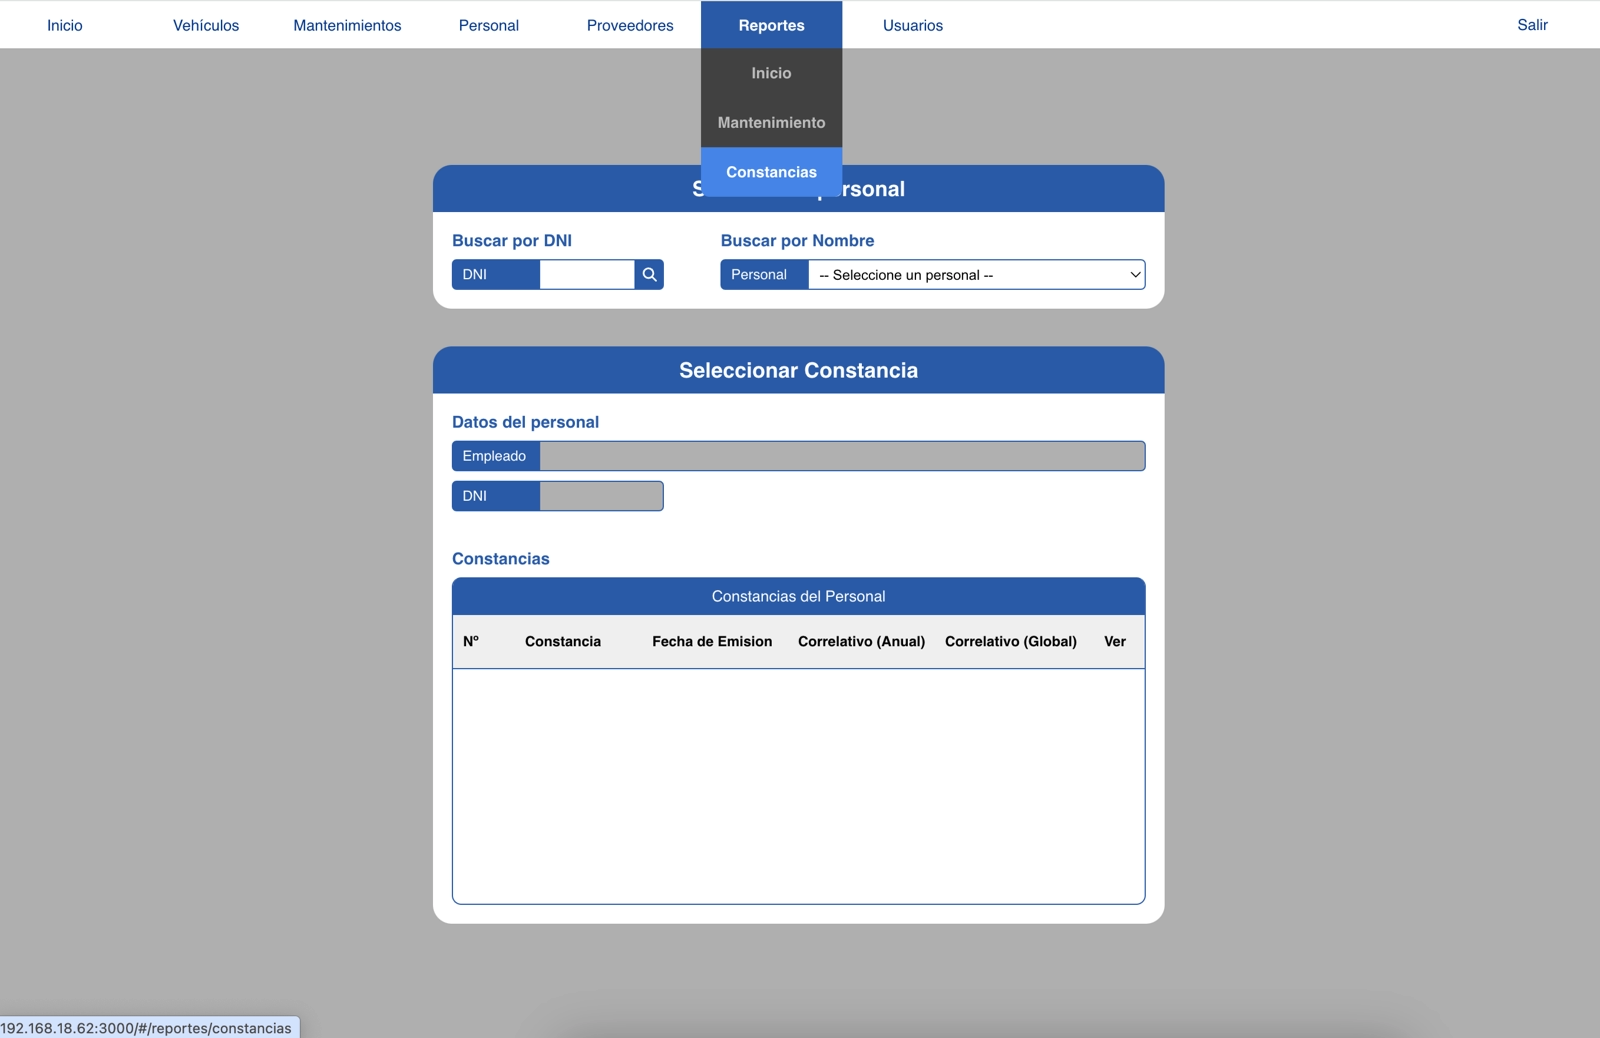 Inicio Vehículos Mantenimientos Personal Proveedores Reportes Usuarios Salir
Inicio
Mantenimiento
Constancias
Buscar por DNI Buscar por Nombre
DNI Personal -- Seleccione un personal --
Seleccionar Constancia
Datos del personal
Empleado
DNI
Constancias
Constancias del Personal
Nº Constancia Fecha de Emision Correlativo (Anual) Correlativo (Global) Ver
192.168.18.62:3000/#/reportes/constancias